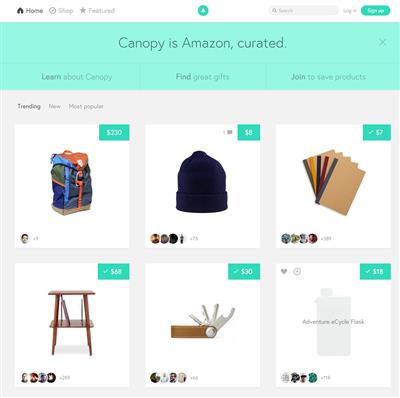 Home Shop Featured Search Log in Sign up
Canopy is Amazon, curated.
Learn about Canopy Find great gifts Join to save products
Trending New Most popular
$230 1 $8 $7
+9 +75 +389
$68 $30 $18
Adventure eCycle Flask
+289 +66 +118